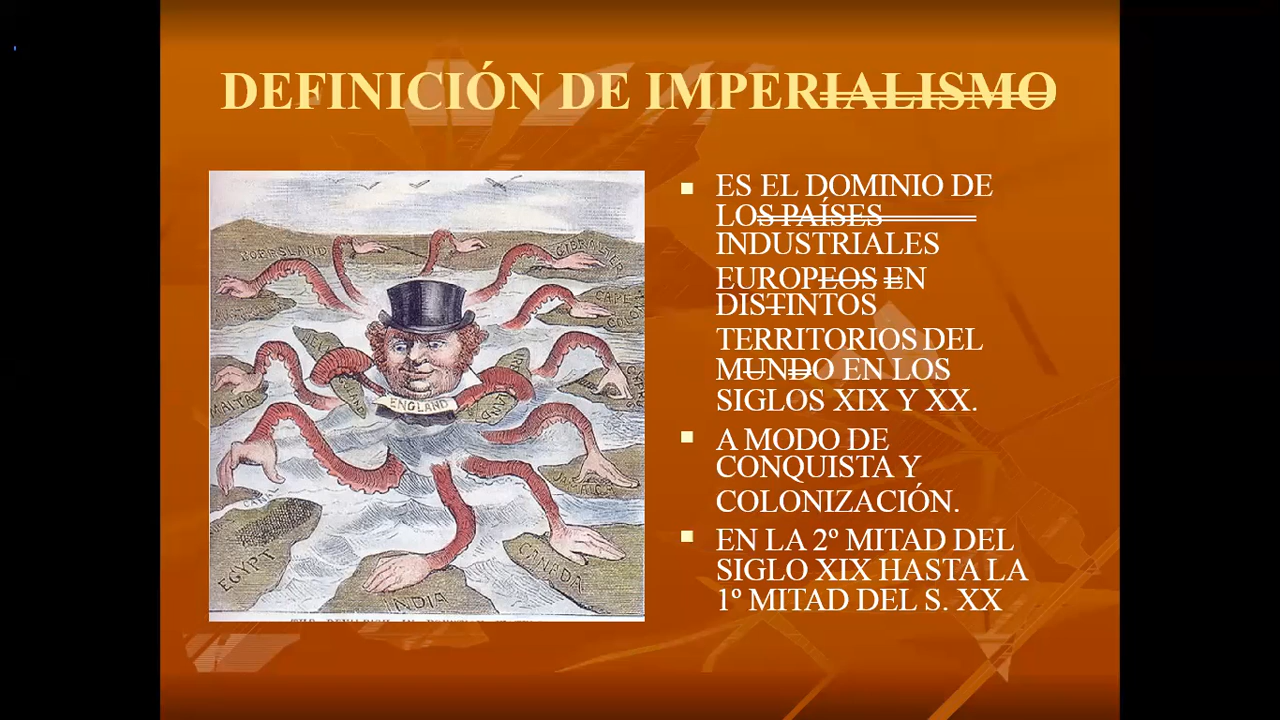 DEFINICIÓN DE IMPERIALISMO
ES EL DOMINIO DE
LOS PAÍSES
INDUSTRIALES
EUROPEOS EN
DISTINTOS
TERRITORIOS DEL
MUNDO EN LOS
SIGLOS XIX Y XX.
A MODO DE
CONQUISTA Y
COLONIZACIÓN.
EN LA 2º MITAD DEL
SIGLO XIX HASTA LA
1º MITAD DEL S. XX
GIBRALTER
CAPE
MALTA
ENGLAND
CYPRUS
JAMAICA
EGYPT
CANADA
INDIA